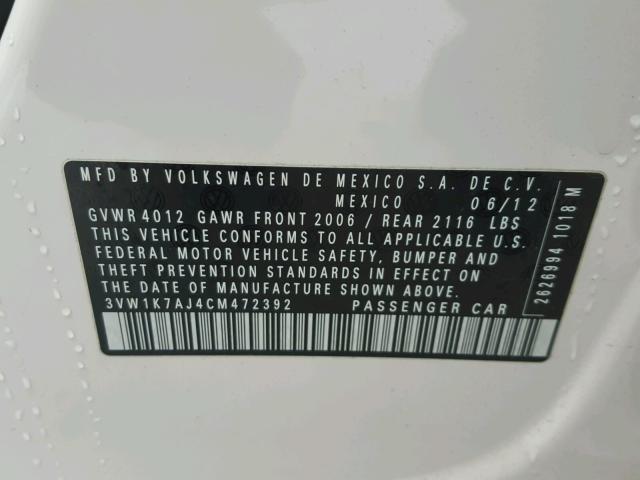 MFD BY VOLKSWAGEN DE MEXICO S.A. DE C.V.
MEXICO 06/12
GVWR 4012 GAWR FRONT 2006 / REAR 2116 LBS
THIS VEHICLE CONFORMS TO ALL APPLICABLE U.S.
FEDERAL MOTOR VEHICLE SAFETY, BUMPER AND
THEFT PREVENTION STANDARDS IN EFFECT ON
THE DATE OF MANUFACTURE SHOWN ABOVE.
3VW1K7AJ4CM472392 PASSENGER CAR
2626994 1018 M